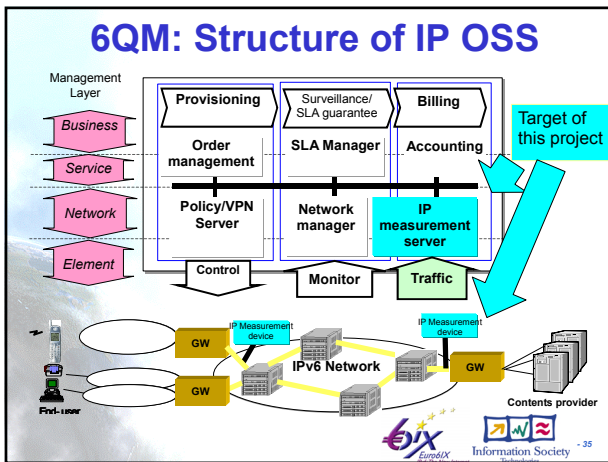 6QM: Structure of IP OSS
Management
Layer
Business
Service
Network
Element
Provisioning
Surveillance/
SLA guarantee
Billing
Target of
this project
Order
management
SLA Manager
Accounting
Policy/VPN
Server
Network
manager
IP
measurement
server
Control
Monitor
Traffic
IP Measurement
device
IP Measurement
device
GW
IPv6 Network
GW
GW
End-user
Contents provider
6IX
Euro6IX
Information Society
Technologies
- 35